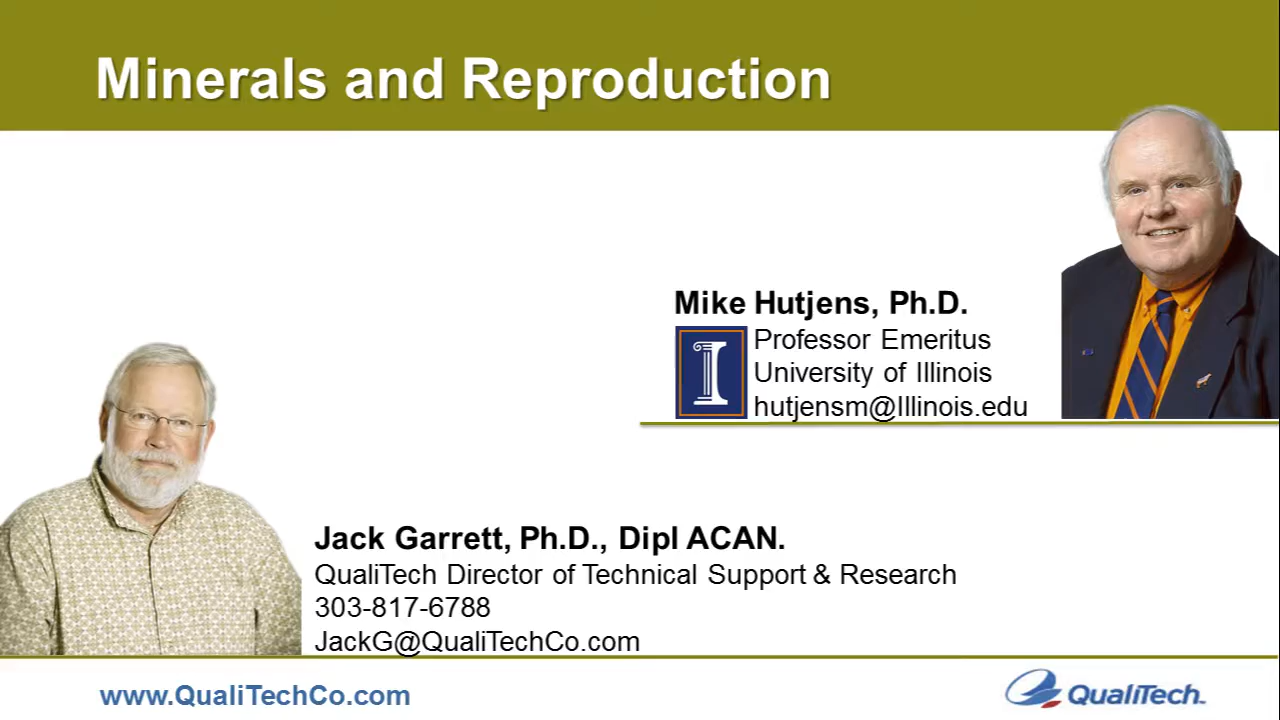 Minerals and Reproduction
Mike Hutjens, Ph.D.
Professor Emeritus
University of Illinois
hutjensm@Illinois.edu
Jack Garrett, Ph.D., Dipl ACAN.
QualiTech Director of Technical Support & Research
303-817-6788
JackG@QualiTechCo.com
www.QualiTechCo.com
QualiTech